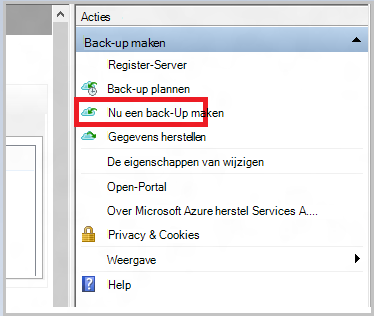 Acties
Back-up maken
Register-Server
Back-up plannen
Nu een back-Up maken
Gegevens herstellen
De eigenschappen van wijzigen
Open-Portal
Over Microsoft Azure herstel Services A....
Privacy & Cookies
Weergave
Help